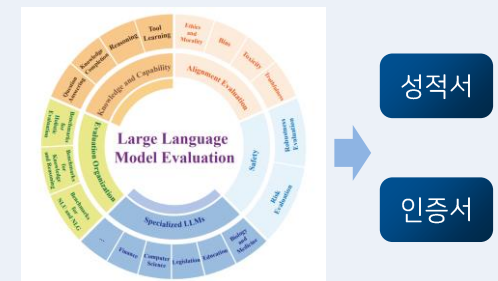 Large Language
Model Evaluation
Knowledge and Capability
Question
Answering
Knowledge
Completion
Reasoning
Tool
Learning
Alignment Evaluation
Ethics
and
Morality
Bias
Toxicity
Truthfulness
Safety
Robustness
Evaluation
Risk
Evaluation
Specialized LLMs
Biology
and
Medicine
Education
Legislation
Computer
Science
Finance
...
Evaluation Organization
Benchmarks
for
NLU and NLG
Benchmarks
for
Knowledge
and Reasoning
Benchmarks
for
Holistic
Evaluation
성적서
인증서